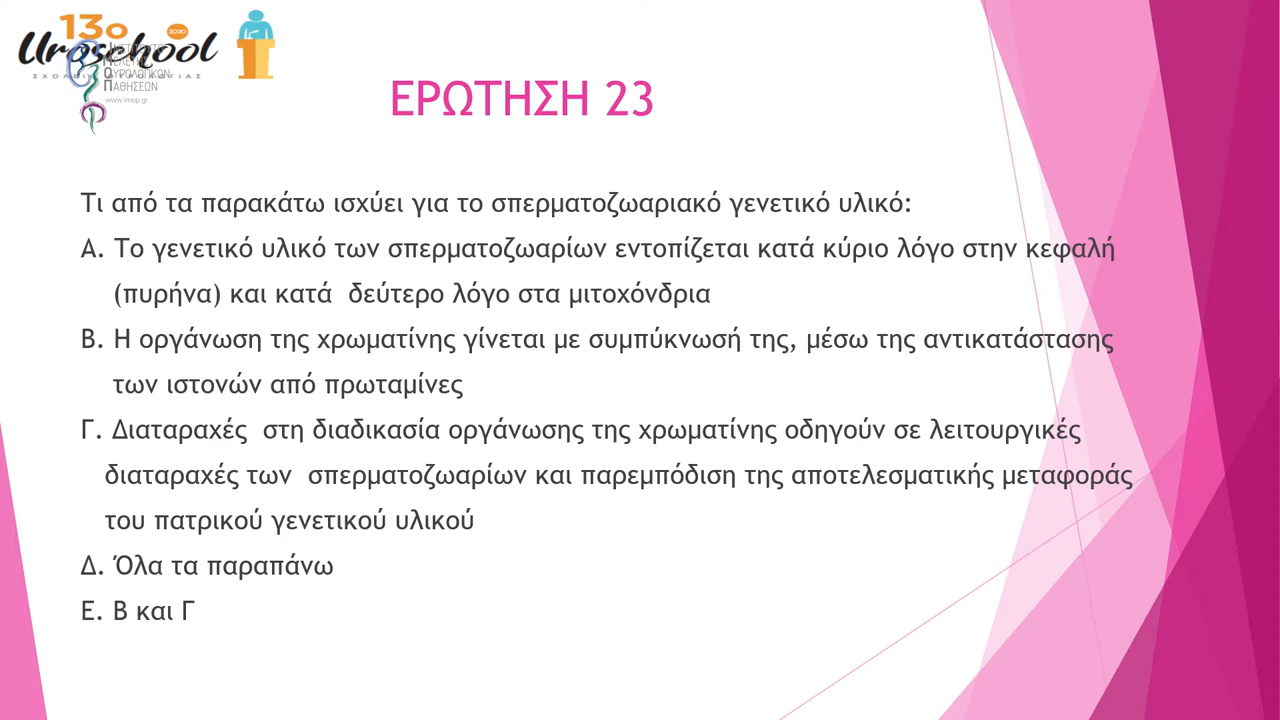 13ο
2020
Uroschool
ΙΝΣΤΙΤΟΥΤΟ
ΜΕΛΕΤΗΣ
ΟΥΡΟΛΟΓΙΚΩΝ
ΠΑΘΗΣΕΩΝ
www.imop.gr
ΕΡΩΤΗΣΗ 23
Τι από τα παρακάτω ισχύει για το σπερματοζωαριακό γενετικό υλικό:
Α. Το γενετικό υλικό των σπερματοζωαρίων εντοπίζεται κατά κύριο λόγο στην κεφαλή
(πυρήνα) και κατά δεύτερο λόγο στα μιτοχόνδρια
Β. Η οργάνωση της χρωματίνης γίνεται με συμπύκνωσή της, μέσω της αντικατάστασης
των ιστονών από πρωταμίνες
Γ. Διαταραχές στη διαδικασία οργάνωσης της χρωματίνης οδηγούν σε λειτουργικές
διαταραχές των σπερματοζωαρίων και παρεμπόδιση της αποτελεσματικής μεταφοράς
του πατρικού γενετικού υλικού
Δ. Όλα τα παραπάνω
Ε. Β και Γ